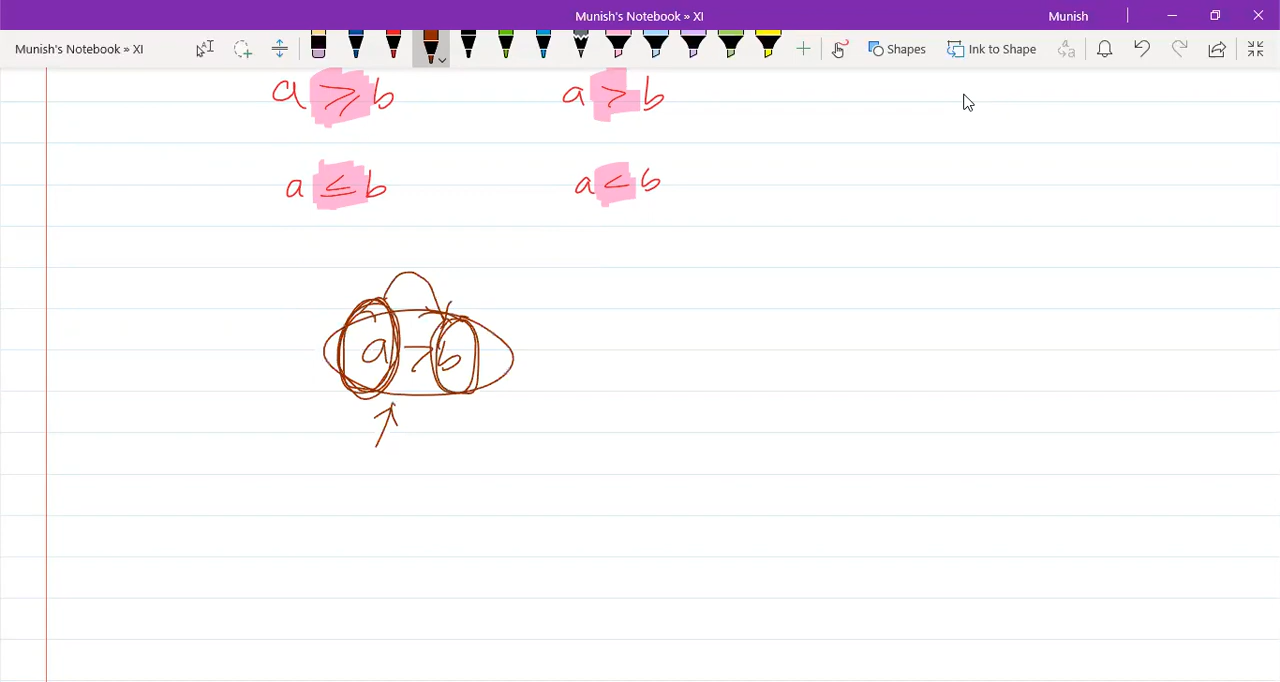 Munish's Notebook » XI
Munish
Munish's Notebook » XI
Shapes
Ink to Shape
a ≥ b a > b
a ≤ b a < b
a > b